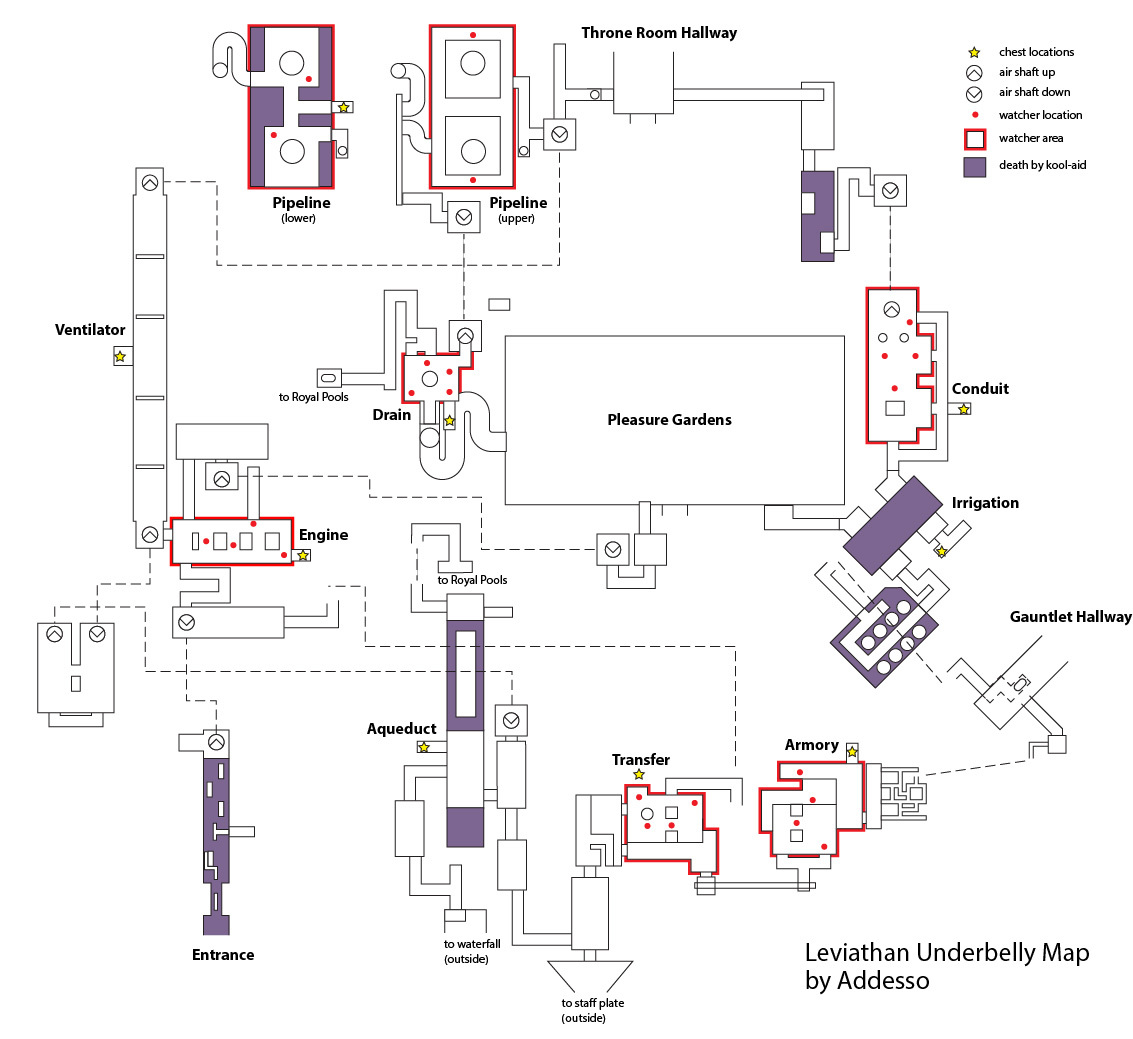 Throne Room Hallway
chest locations
air shaft up
air shaft down
watcher location
watcher area
death by kool-aid
Pipeline
(lower)
Pipeline
(upper)
Ventilator
to Royal Pools
Drain
Pleasure Gardens
Conduit
Irrigation
Engine
to Royal Pools
Gauntlet Hallway
Aqueduct
Transfer
Armory
Entrance
to waterfall
(outside)
to staff plate
(outside)
Leviathan Underbelly Map
by Addesso